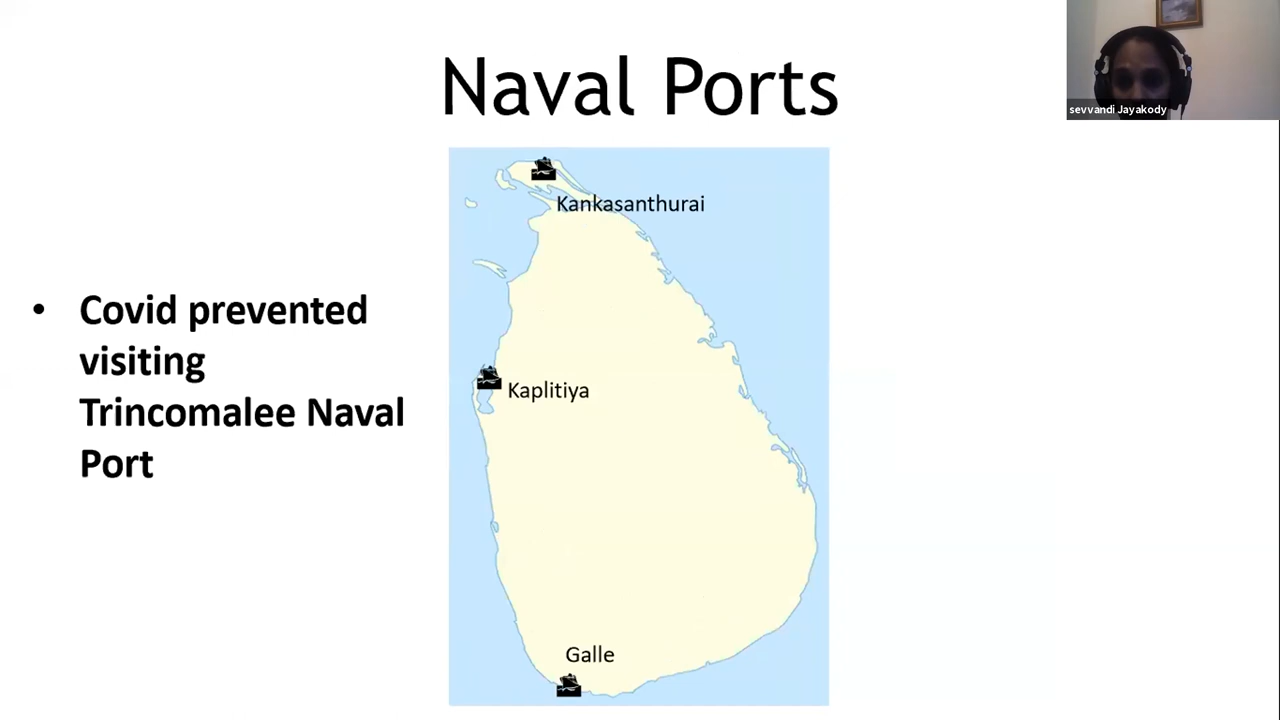 Naval Ports
sevvandi Jayakody
Kankasanthurai
• Covid prevented
visiting
Trincomalee Naval
Port
Kaplitiya
Galle